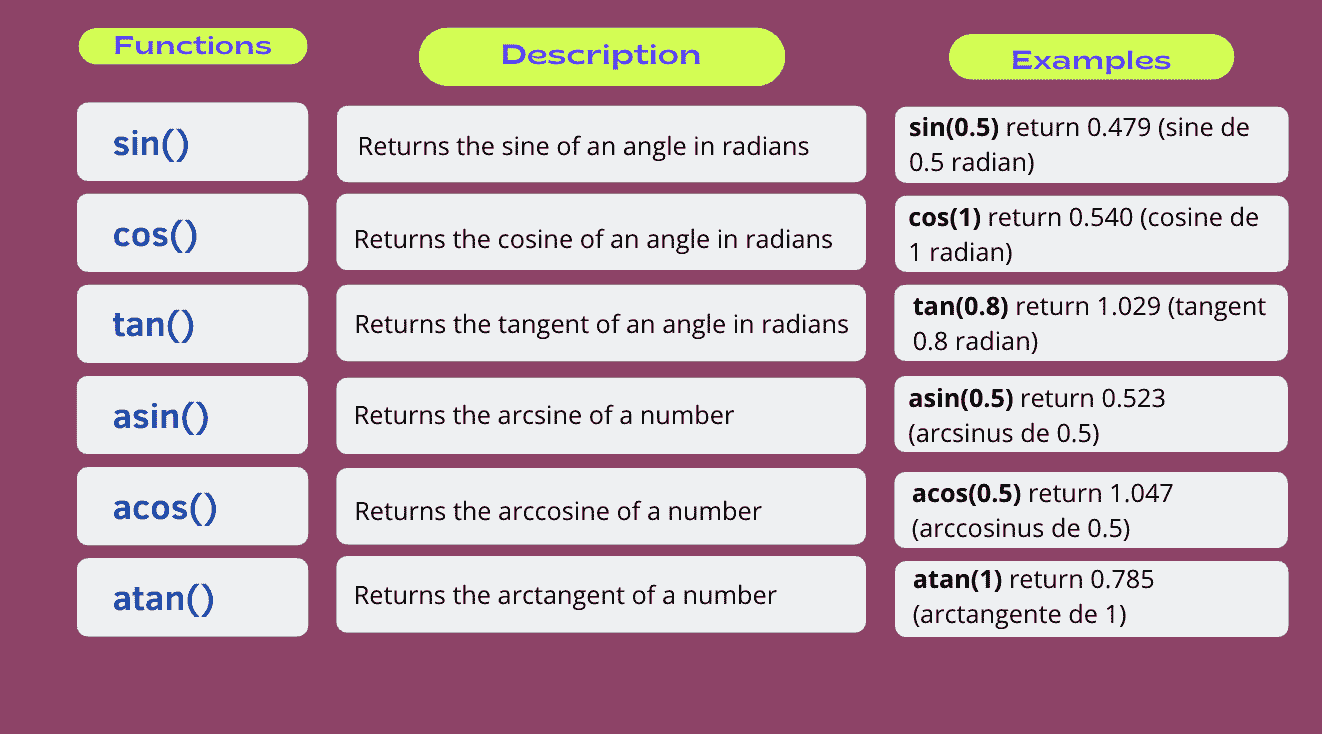 Functions
Description
Examples
sin()
Returns the sine of an angle in radians
sin(0.5) return 0.479 (sine de
0.5 radian)
cos()
Returns the cosine of an angle in radians
cos(1) return 0.540 (cosine de
1 radian)
tan()
Returns the tangent of an angle in radians
tan(0.8) return 1.029 (tangent
0.8 radian)
asin()
Returns the arcsine of a number
asin(0.5) return 0.523
(arcsinus de 0.5)
acos()
Returns the arccosine of a number
acos(0.5) return 1.047
(arccosinus de 0.5)
atan()
Returns the arctangent of a number
atan(1) return 0.785
(arctangente de 1)